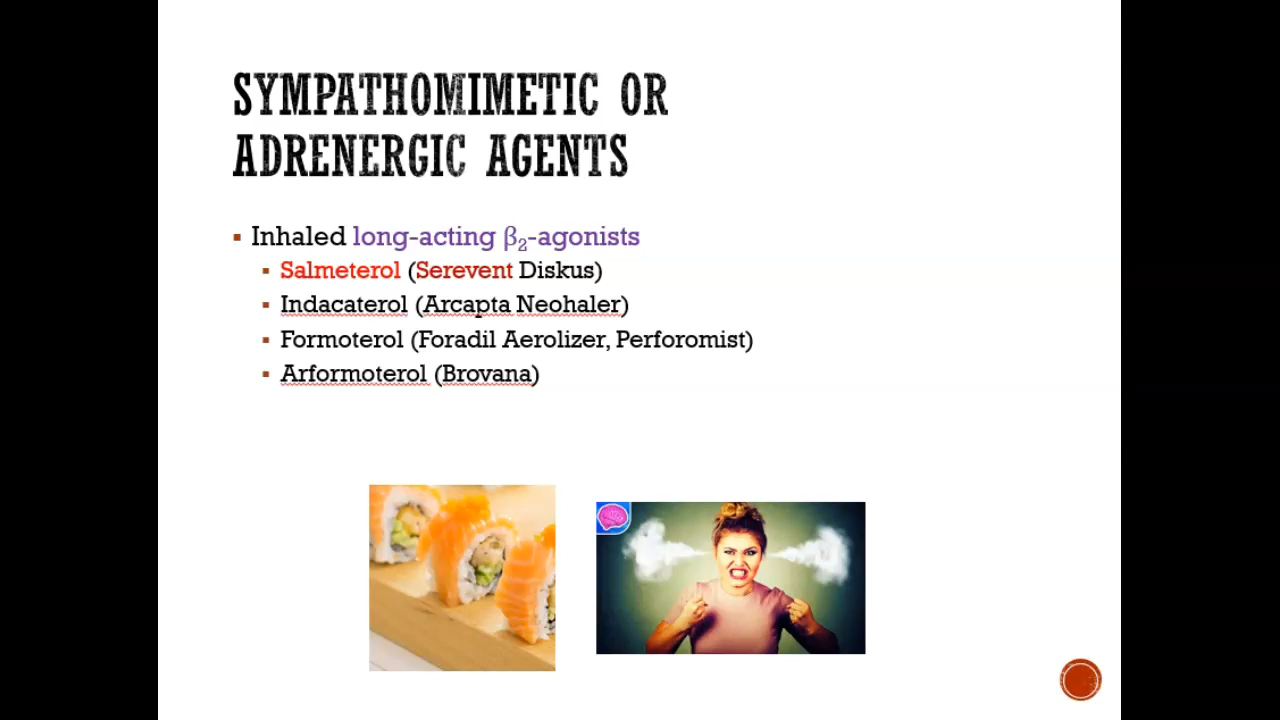 SYMPATHOMIMETIC OR
ADRENERGIC AGENTS
▪ Inhaled long-acting β₂-agonists
▪ Salmeterol (Serevent Diskus)
▪ Indacaterol (Arcapta Neohaler)
▪ Formoterol (Foradil Aerolizer, Perforomist)
▪ Arformoterol (Brovana)